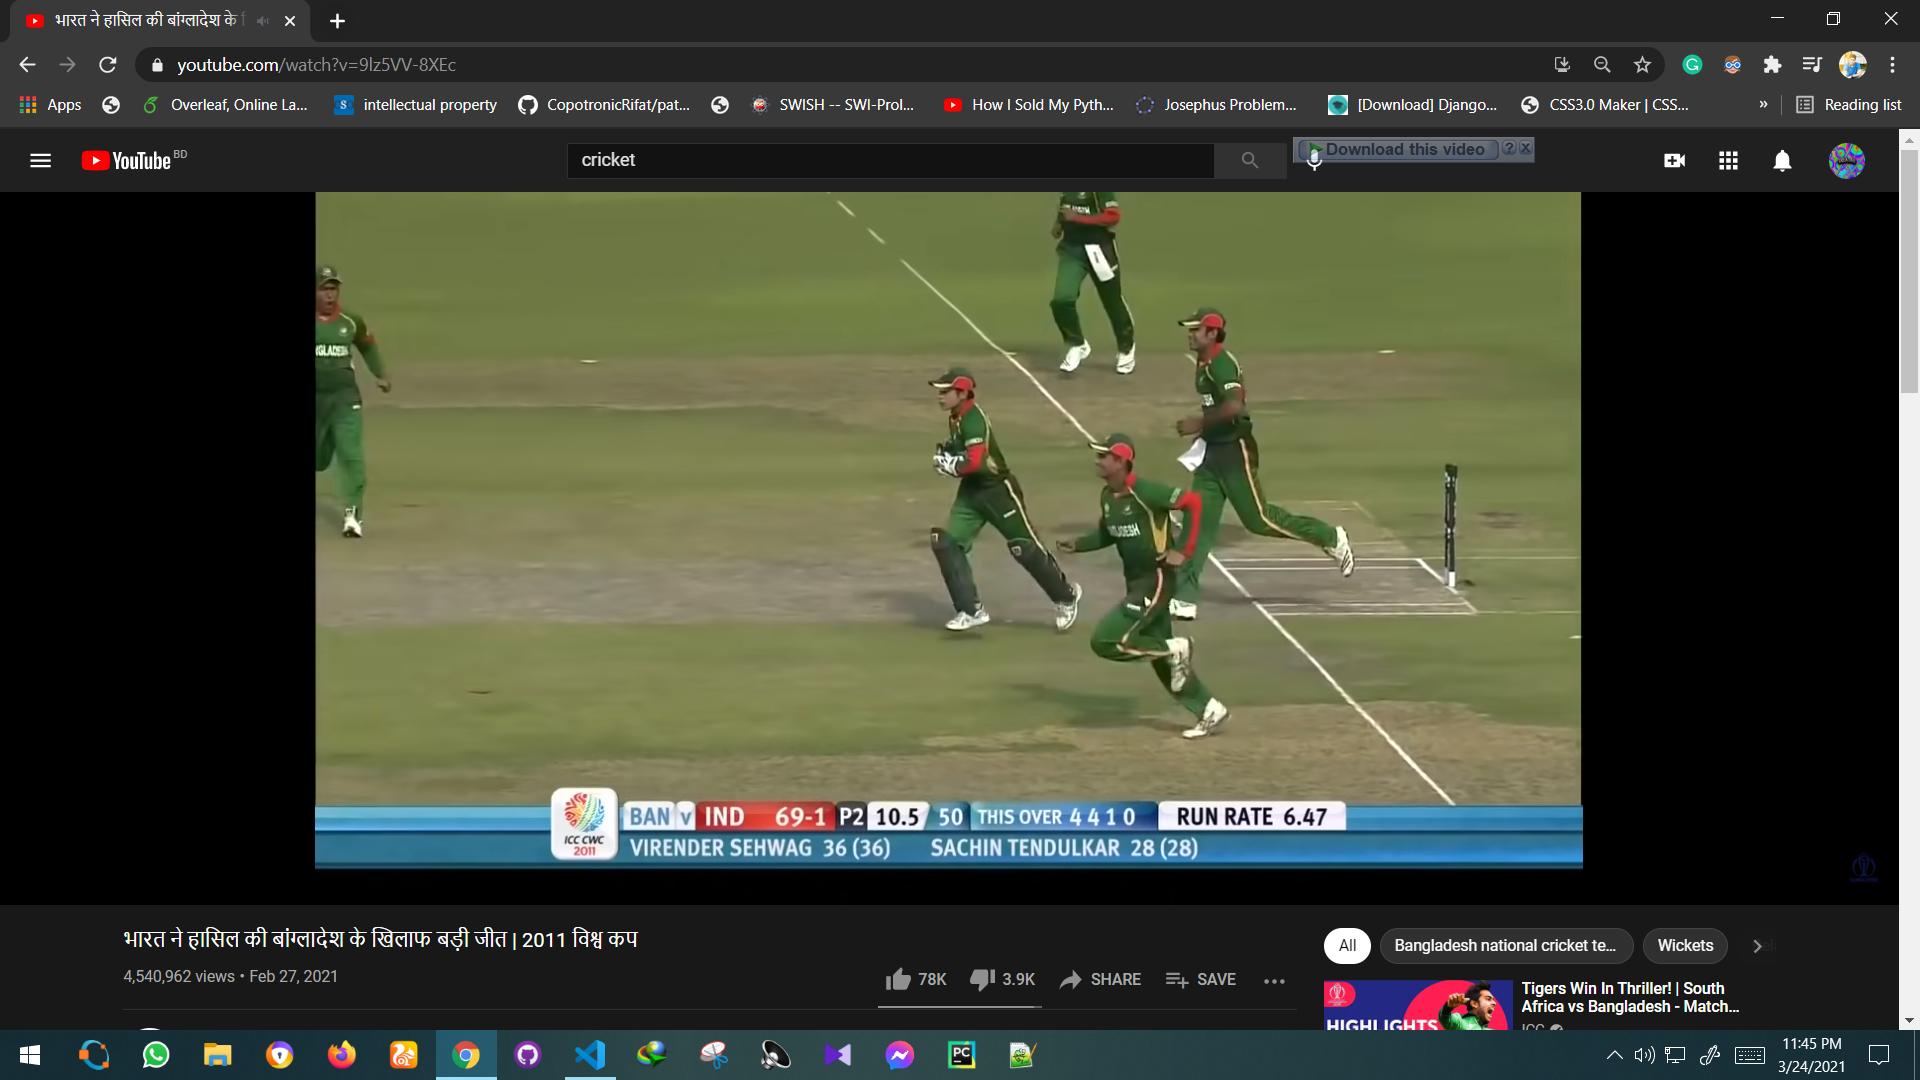 भारत ने हासिल की बांग्लादेश के
youtube.com/watch?v=9lz5VV-8XEc
Apps Overleaf, Online La... intellectual property CopotronicRifat/pat... SWISH -- SWI-Prol... How I Sold My Pyth... Josephus Problem... [Download] Django... CSS3.0 Maker | CSS... » Reading list
YouTube BD
cricket
Download this video
BAN v IND 69-1 P2 10.5 50 THIS OVER 4 4 1 0 RUN RATE 6.47
ICC CWC
2011
VIRENDER SEHWAG 36 (36) SACHIN TENDULKAR 28 (28)
भारत ने हासिल की बांग्लादेश के खिलाफ बड़ी जीत | 2011 विश्व कप
4,540,962 views • Feb 27, 2021
78K 3.9K SHARE SAVE
All Bangladesh national cricket te... Wickets
HIGHLIGHTS
Tigers Win In Thriller! | South
Africa vs Bangladesh - Match...
ICC
11:45 PM
3/24/2021